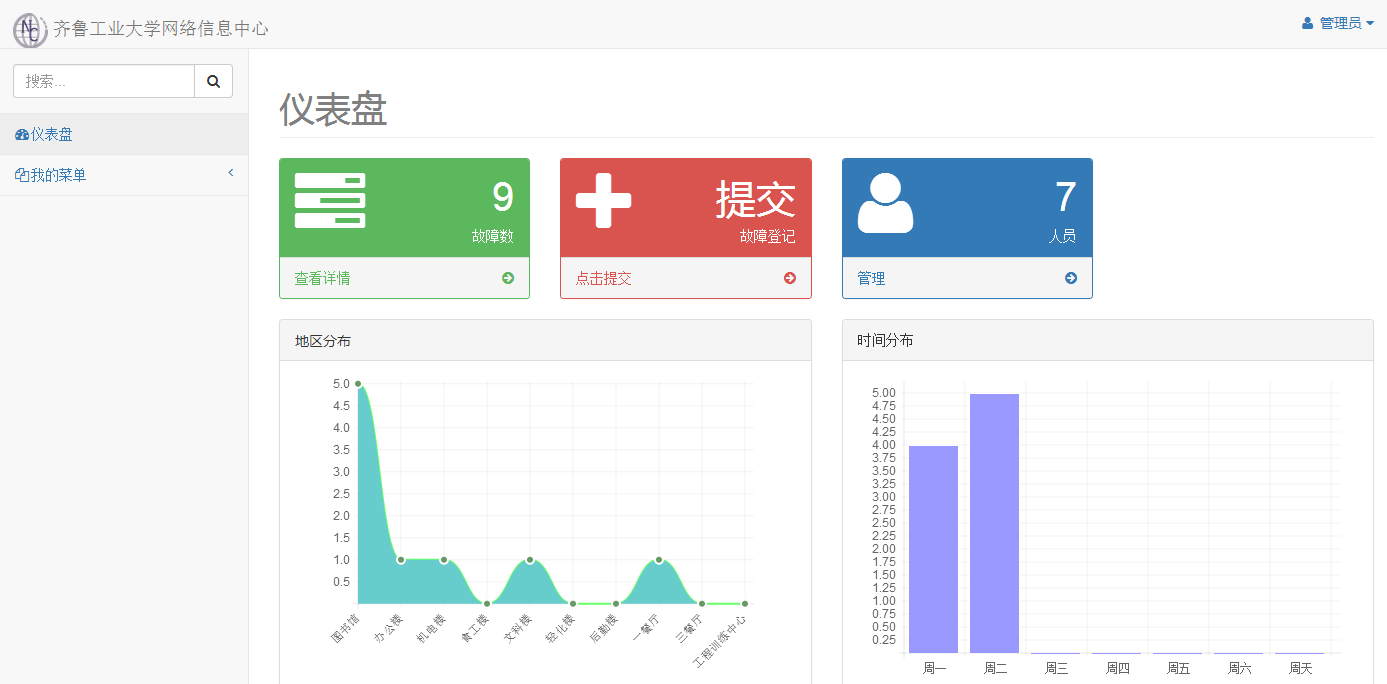 NC 齐鲁工业大学网络信息中心
管理员
搜索...
仪表盘
我的菜单
仪表盘
9
故障数
查看详情
提交
故障登记
点击提交
7
人员
管理
地区分布
5.0
4.5
4.0
3.5
3.0
2.5
2.0
1.5
1.0
0.5
图书馆
办公楼
机电楼
食工楼
文科楼
轻化楼
后勤楼
一餐厅
三餐厅
工程训练中心
时间分布
5.00
4.75
4.50
4.25
4.00
3.75
3.50
3.25
3.00
2.75
2.50
2.25
2.00
1.75
1.50
1.25
1.00
0.75
0.50
0.25
周一
周二
周三
周四
周五
周六
周天